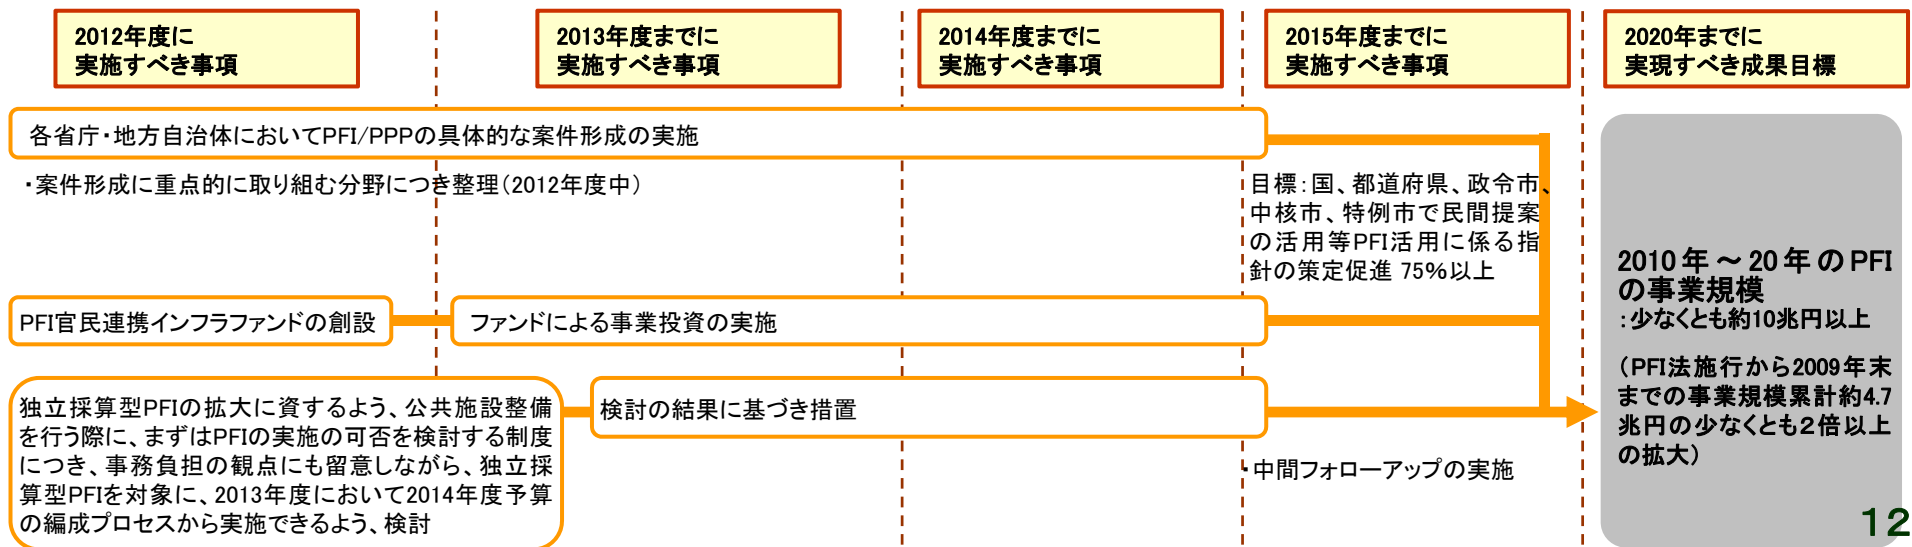 2012年度に
実施すべき事項
2013年度までに
実施すべき事項
2014年度までに
実施すべき事項
2015年度までに
実施すべき事項
2020年までに
実現すべき成果目標
各省庁・地方自治体においてPFI/PPPの具体的な案件形成の実施
・案件形成に重点的に取り組む分野につき整理（2012年度中）
目標：国、都道府県、政令市、
中核市、特例市で民間提案
の活用等PFI活用に係る指
針の策定促進 75％以上
PFI官民連携インフラファンドの創設
ファンドによる事業投資の実施
独立採算型PFIの拡大に資するよう、公共施設整備
を行う際に、まずはPFIの実施の可否を検討する制度
につき、事務負担の観点にも留意しながら、独立採
算型PFIを対象に、2013年度において2014年度予算
の編成プロセスから実施できるよう、検討
検討の結果に基づき措置
・中間フォローアップの実施
2010年～20年のPFI
の事業規模
：少なくとも約10兆円以上
（PFI法施行から2009年末
までの事業規模累計約4.7
兆円の少なくとも２倍以上
の拡大）
12